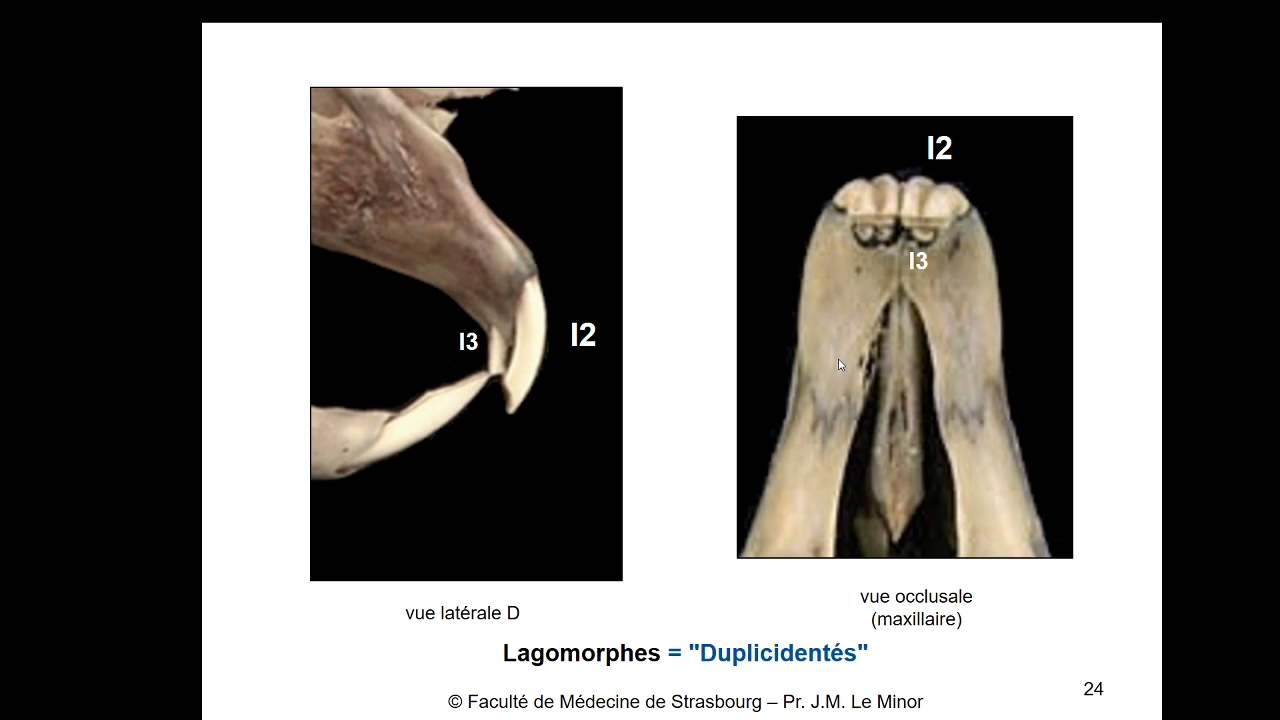 I2
I3
I2
I3
vue latérale D
vue occlusale
(maxillaire)
Lagomorphes = "Duplicidentés"
24
© Faculté de Médecine de Strasbourg – Pr. J.M. Le Minor